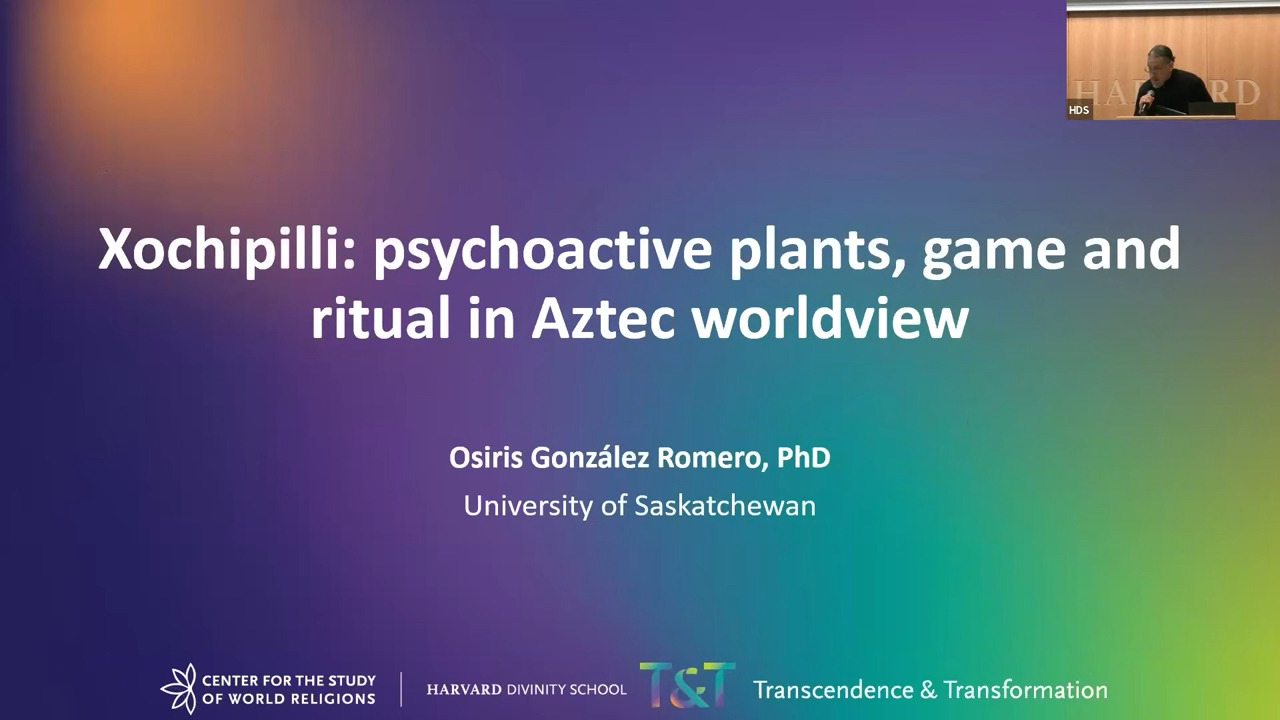 HDS
Xochipilli: psychoactive plants, game and
ritual in Aztec worldview
Osiris González Romero, PhD
University of Saskatchewan
CENTER FOR THE STUDY
OF WORLD RELIGIONS
HARVARD DIVINITY SCHOOL
T&T
Transcendence & Transformation